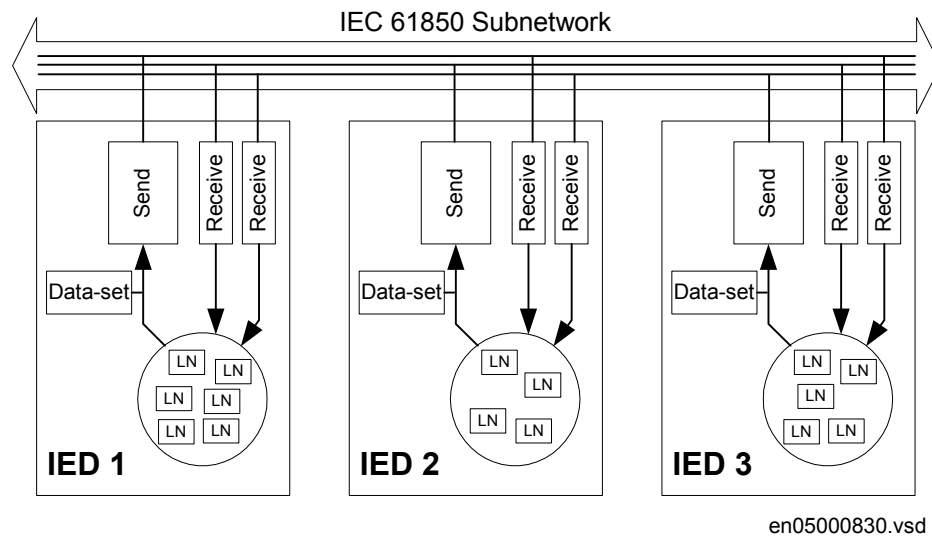 IEC 61850 Subnetwork
Send
Receive
Receive
Data-set
LN
LN
LN
LN
LN
LN
IED 1
Send
Receive
Receive
Data-set
LN
LN
LN
LN
IED 2
Send
Receive
Receive
Data-set
LN
LN
LN
LN
LN
IED 3
en05000830.vsd